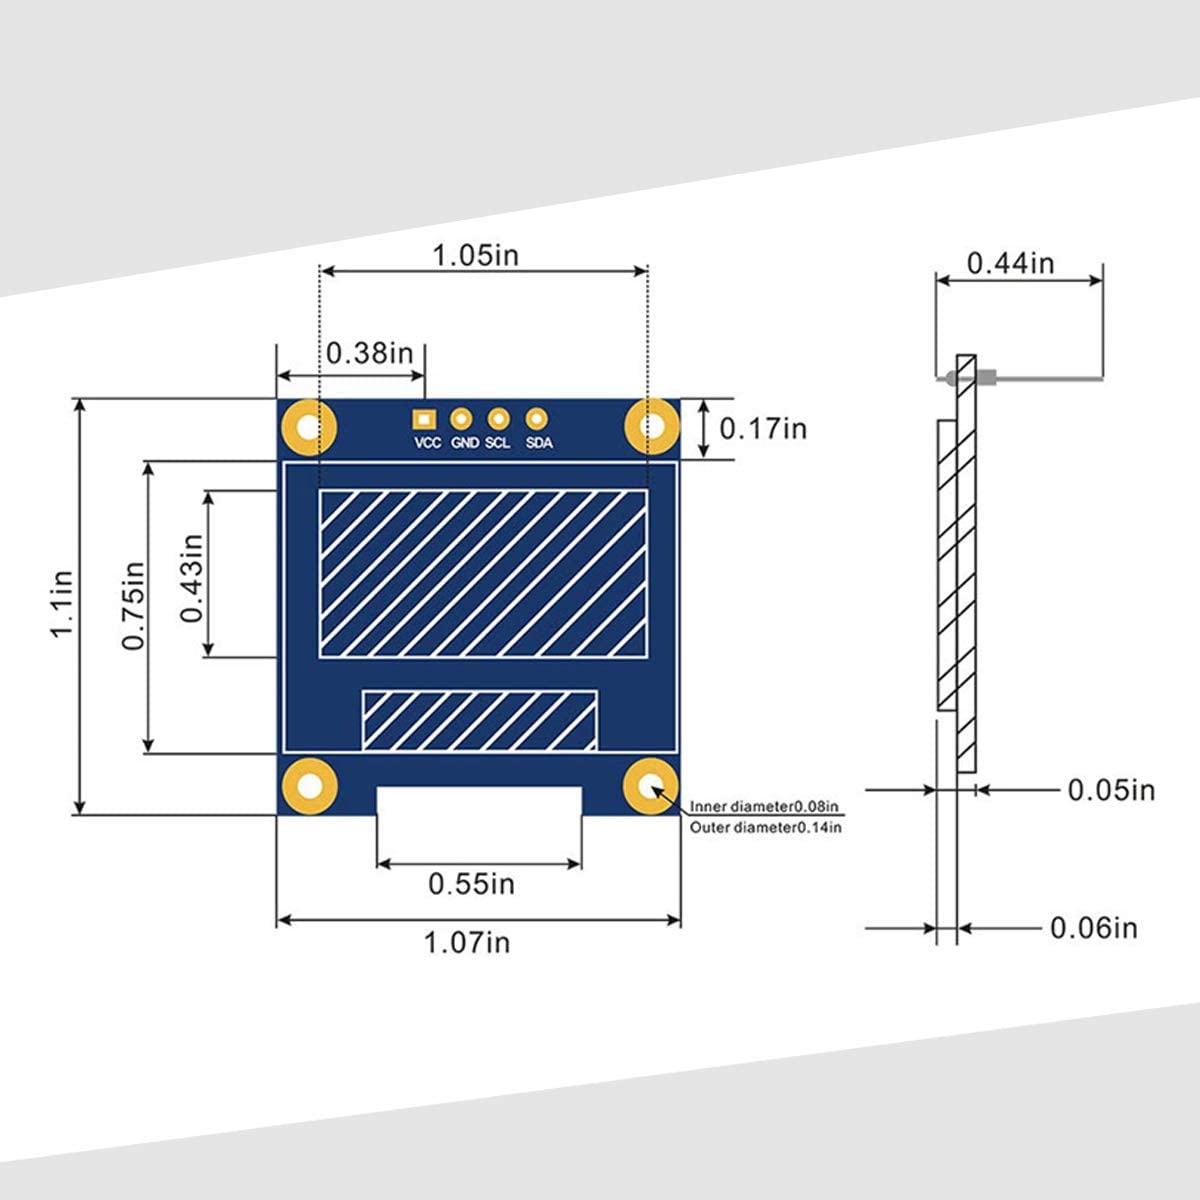 1.05in
0.44in
0.38in
VCC GND SCL SDA
0.17in
1.1in
0.75in
0.43in
Inner diameter0.08in
Outer diameter0.14in
0.05in
0.55in
0.06in
1.07in